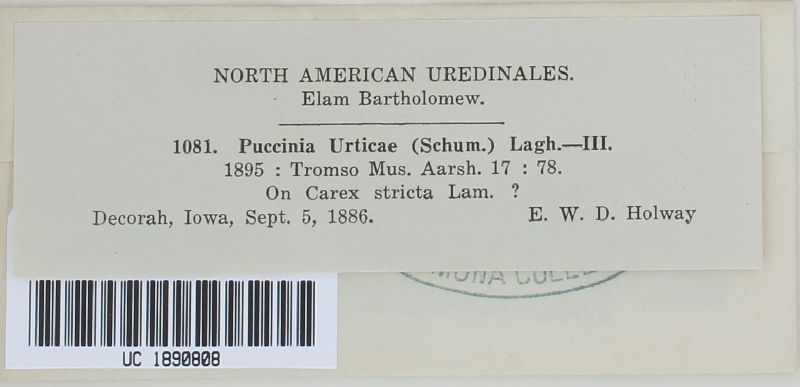 NORTH AMERICAN UREDINALES.
Elam Bartholomew.
1081. Puccinia Urticae (Schum.) Lagh.—III.
1895 : Tromso Mus. Aarsh. 17 : 78.
On Carex stricta Lam. ?
Decorah, Iowa, Sept. 5, 1886. E. W. D. Holway
UC 1890808